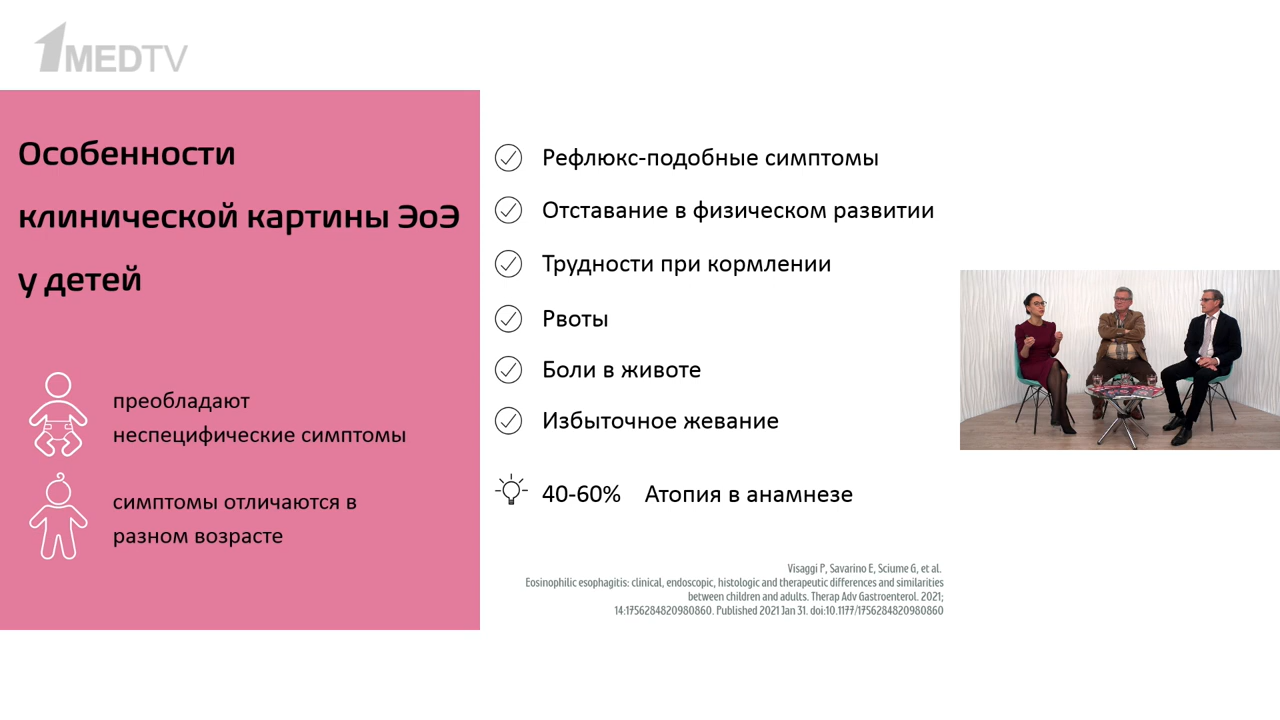 1MEDTV
Особенности
клинической картины ЭоЭ
у детей
преобладают
неспецифические симптомы
симптомы отличаются в
разном возрасте
Рефлюкс-подобные симптомы
Отставание в физическом развитии
Трудности при кормлении
Рвоты
Боли в животе
Избыточное жевание
40-60% Атопия в анамнезе
Visaggi P, Savarino E, Sciume G, et al.
Eosinophilic esophagitis: clinical, endoscopic, histologic and therapeutic differences and similarities
between children and adults. Therap Adv Gastroenterol. 2021;
14:1756284820980860. Published 2021 Jan 31. doi:10.1177/1756284820980860